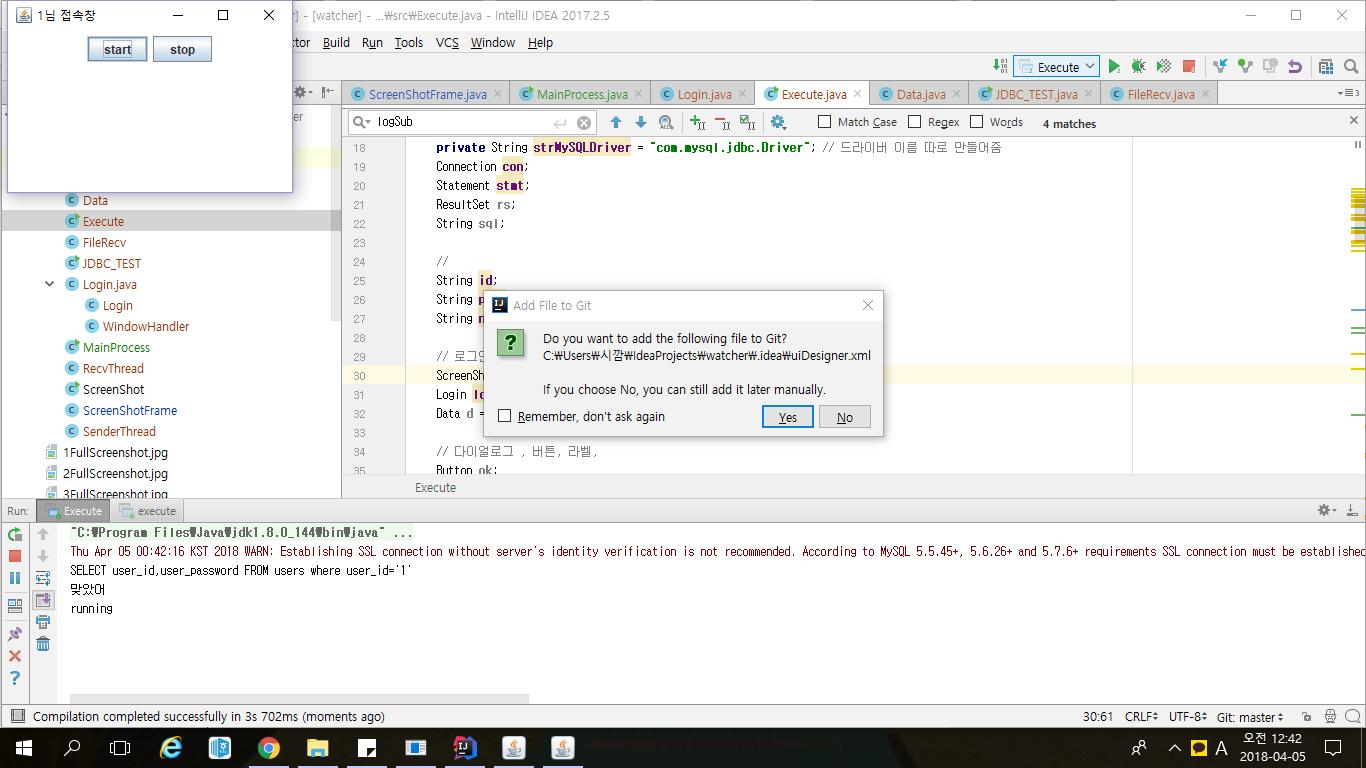 1님 접속창
] - [watcher] - ...₩src₩Execute.java - IntelliJ IDEA 2017.2.5
start stop
Build Run Tools VCS Window Help
Execute
ScreenShotFrame.java MainProcess.java Login.java Execute.java Data.java JDBC_TEST.java FileRecv.java
logSub Match Case Regex Words 4 matches
18 private String strMySQLDriver = "com.mysql.jdbc.Driver"; // 드라이버 이름 따로 만들어줌
19 Connection con;
20 Statement stmt;
21 ResultSet rs;
22 String sql;
23
24 //
25 String id;
26 String
27 String
28
29 //
30
31 Login
32 Data d =
33
34 // 다이얼로그 , 버튼, 라벨,
35 Button ok;
Execute
Data
Execute
FileRecv
JDBC_TEST
Login.java
Login
WindowHandler
MainProcess
RecvThread
ScreenShot
ScreenShotFrame
SenderThread
1FullScreenshot.jpg
2FullScreenshot.jpg
3FullScreenshot.jpg
Add File to Git
Do you want to add the following file to Git?
C:₩Users₩시깜₩IdeaProjects₩watcher₩.idea₩uiDesigner.xml
If you choose No, you can still add it later manually.
Remember, don't ask again Yes No
Run: Execute execute
"C:₩Program Files₩Java₩jdk1.8.0_144₩bin₩java" ...
Thu Apr 05 00:42:16 KST 2018 WARN: Establishing SSL connection without server's identity verification is not recommended. According to MySQL 5.5.45+, 5.6.26+ and 5.7.6+ requirements SSL connection must be established
SELECT user_id,user_password FROM users where user_id='1'
맞았어
running
Compilation completed successfully in 3s 702ms (moments ago) 30:61 CRLF UTF-8 Git: master
A 오전 12:42
2018-04-05